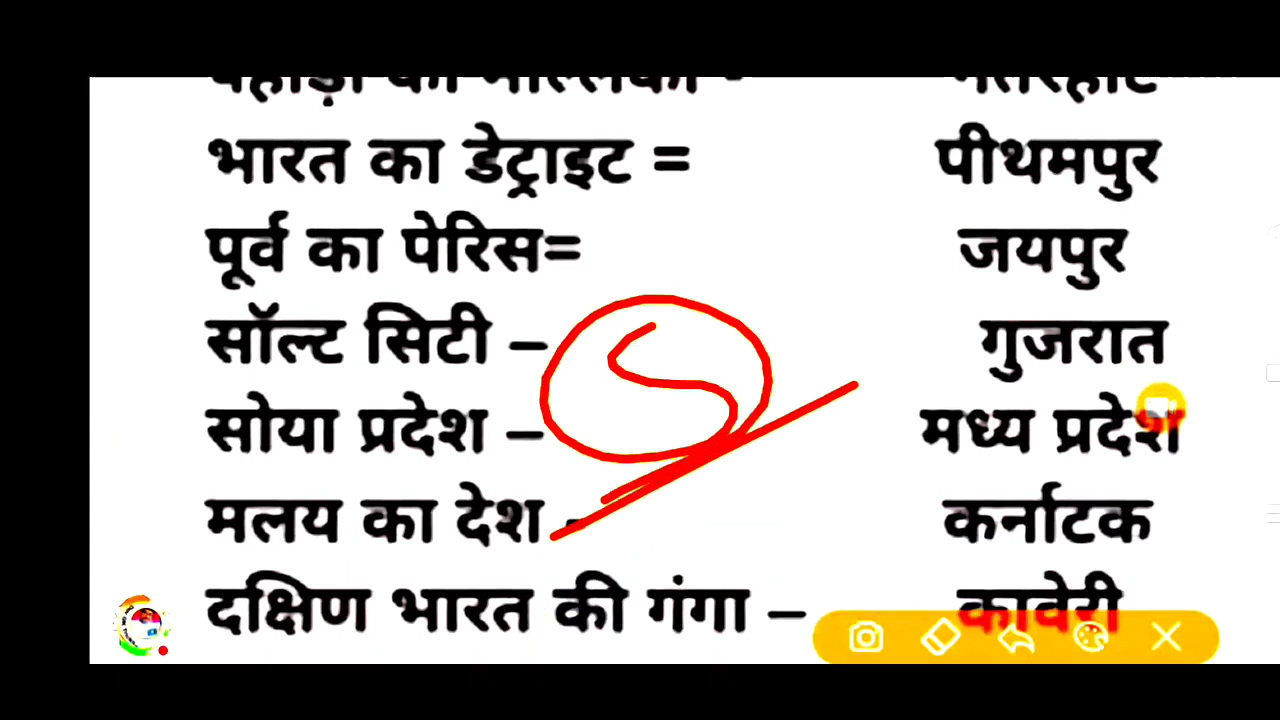 भारत का डेट्राइट = पीथमपुर
पूर्व का पेरिस= जयपुर
सॉल्ट सिटी – गुजरात
सोया प्रदेश – मध्य प्रदेश
मलय का देश - कर्नाटक
दक्षिण भारत की गंगा – कावेरी